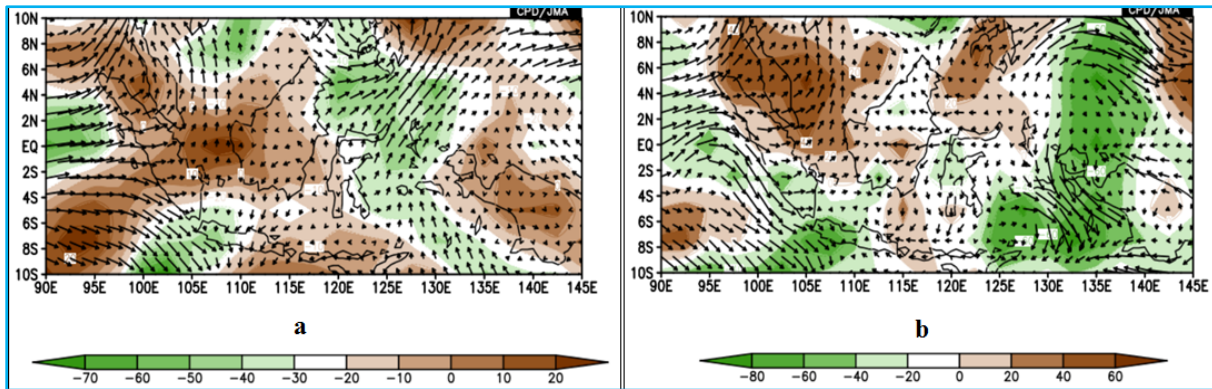 CPD/JMA
10N
8N
6N
4N
2N
EQ
2S
4S
6S
8S
10S
90E 95E 100E 105E 110E 115E 120E 125E 130E 135E 140E 145E
a
-70 -60 -50 -40 -30 -20 -10 0 10 20
CPD/JMA
10N
8N
6N
4N
2N
EQ
2S
4S
6S
8S
10S
90E 95E 100E 105E 110E 115E 120E 125E 130E 135E 140E 145E
b
-80 -60 -40 -20 0 20 40 60